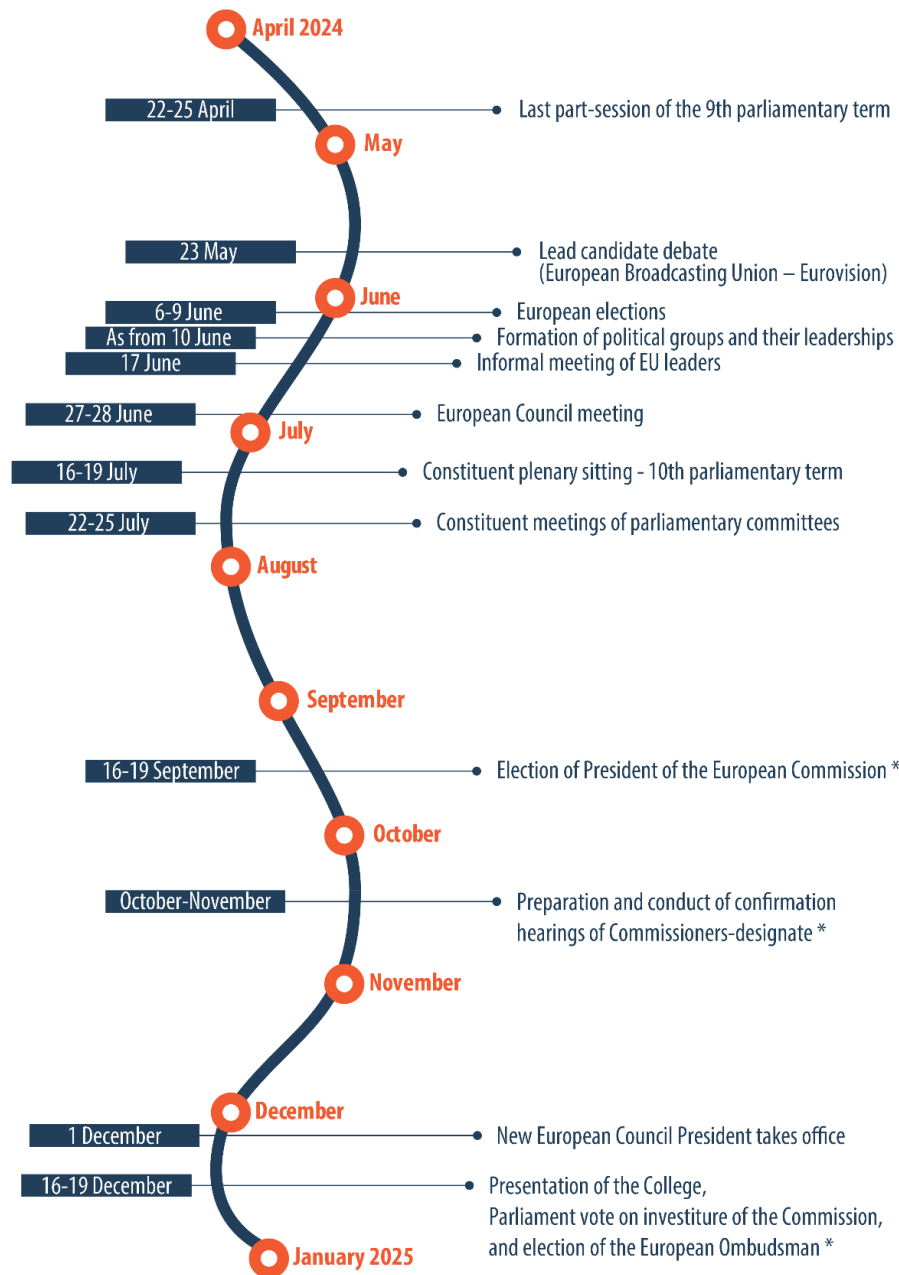 April 2024
22-25 April
Last part-session of the 9th parliamentary term
May
23 May
Lead candidate debate
(European Broadcasting Union – Eurovision)
June
6-9 June
European elections
As from 10 June
Formation of political groups and their leaderships
17 June
Informal meeting of EU leaders
27-28 June
European Council meeting
July
16-19 July
Constituent plenary sitting - 10th parliamentary term
22-25 July
Constituent meetings of parliamentary committees
August
September
16-19 September
Election of President of the European Commission *
October
October-November
Preparation and conduct of confirmation
hearings of Commissioners-designate *
November
December
1 December
New European Council President takes office
16-19 December
Presentation of the College,
Parliament vote on investiture of the Commission,
and election of the European Ombudsman *
January 2025